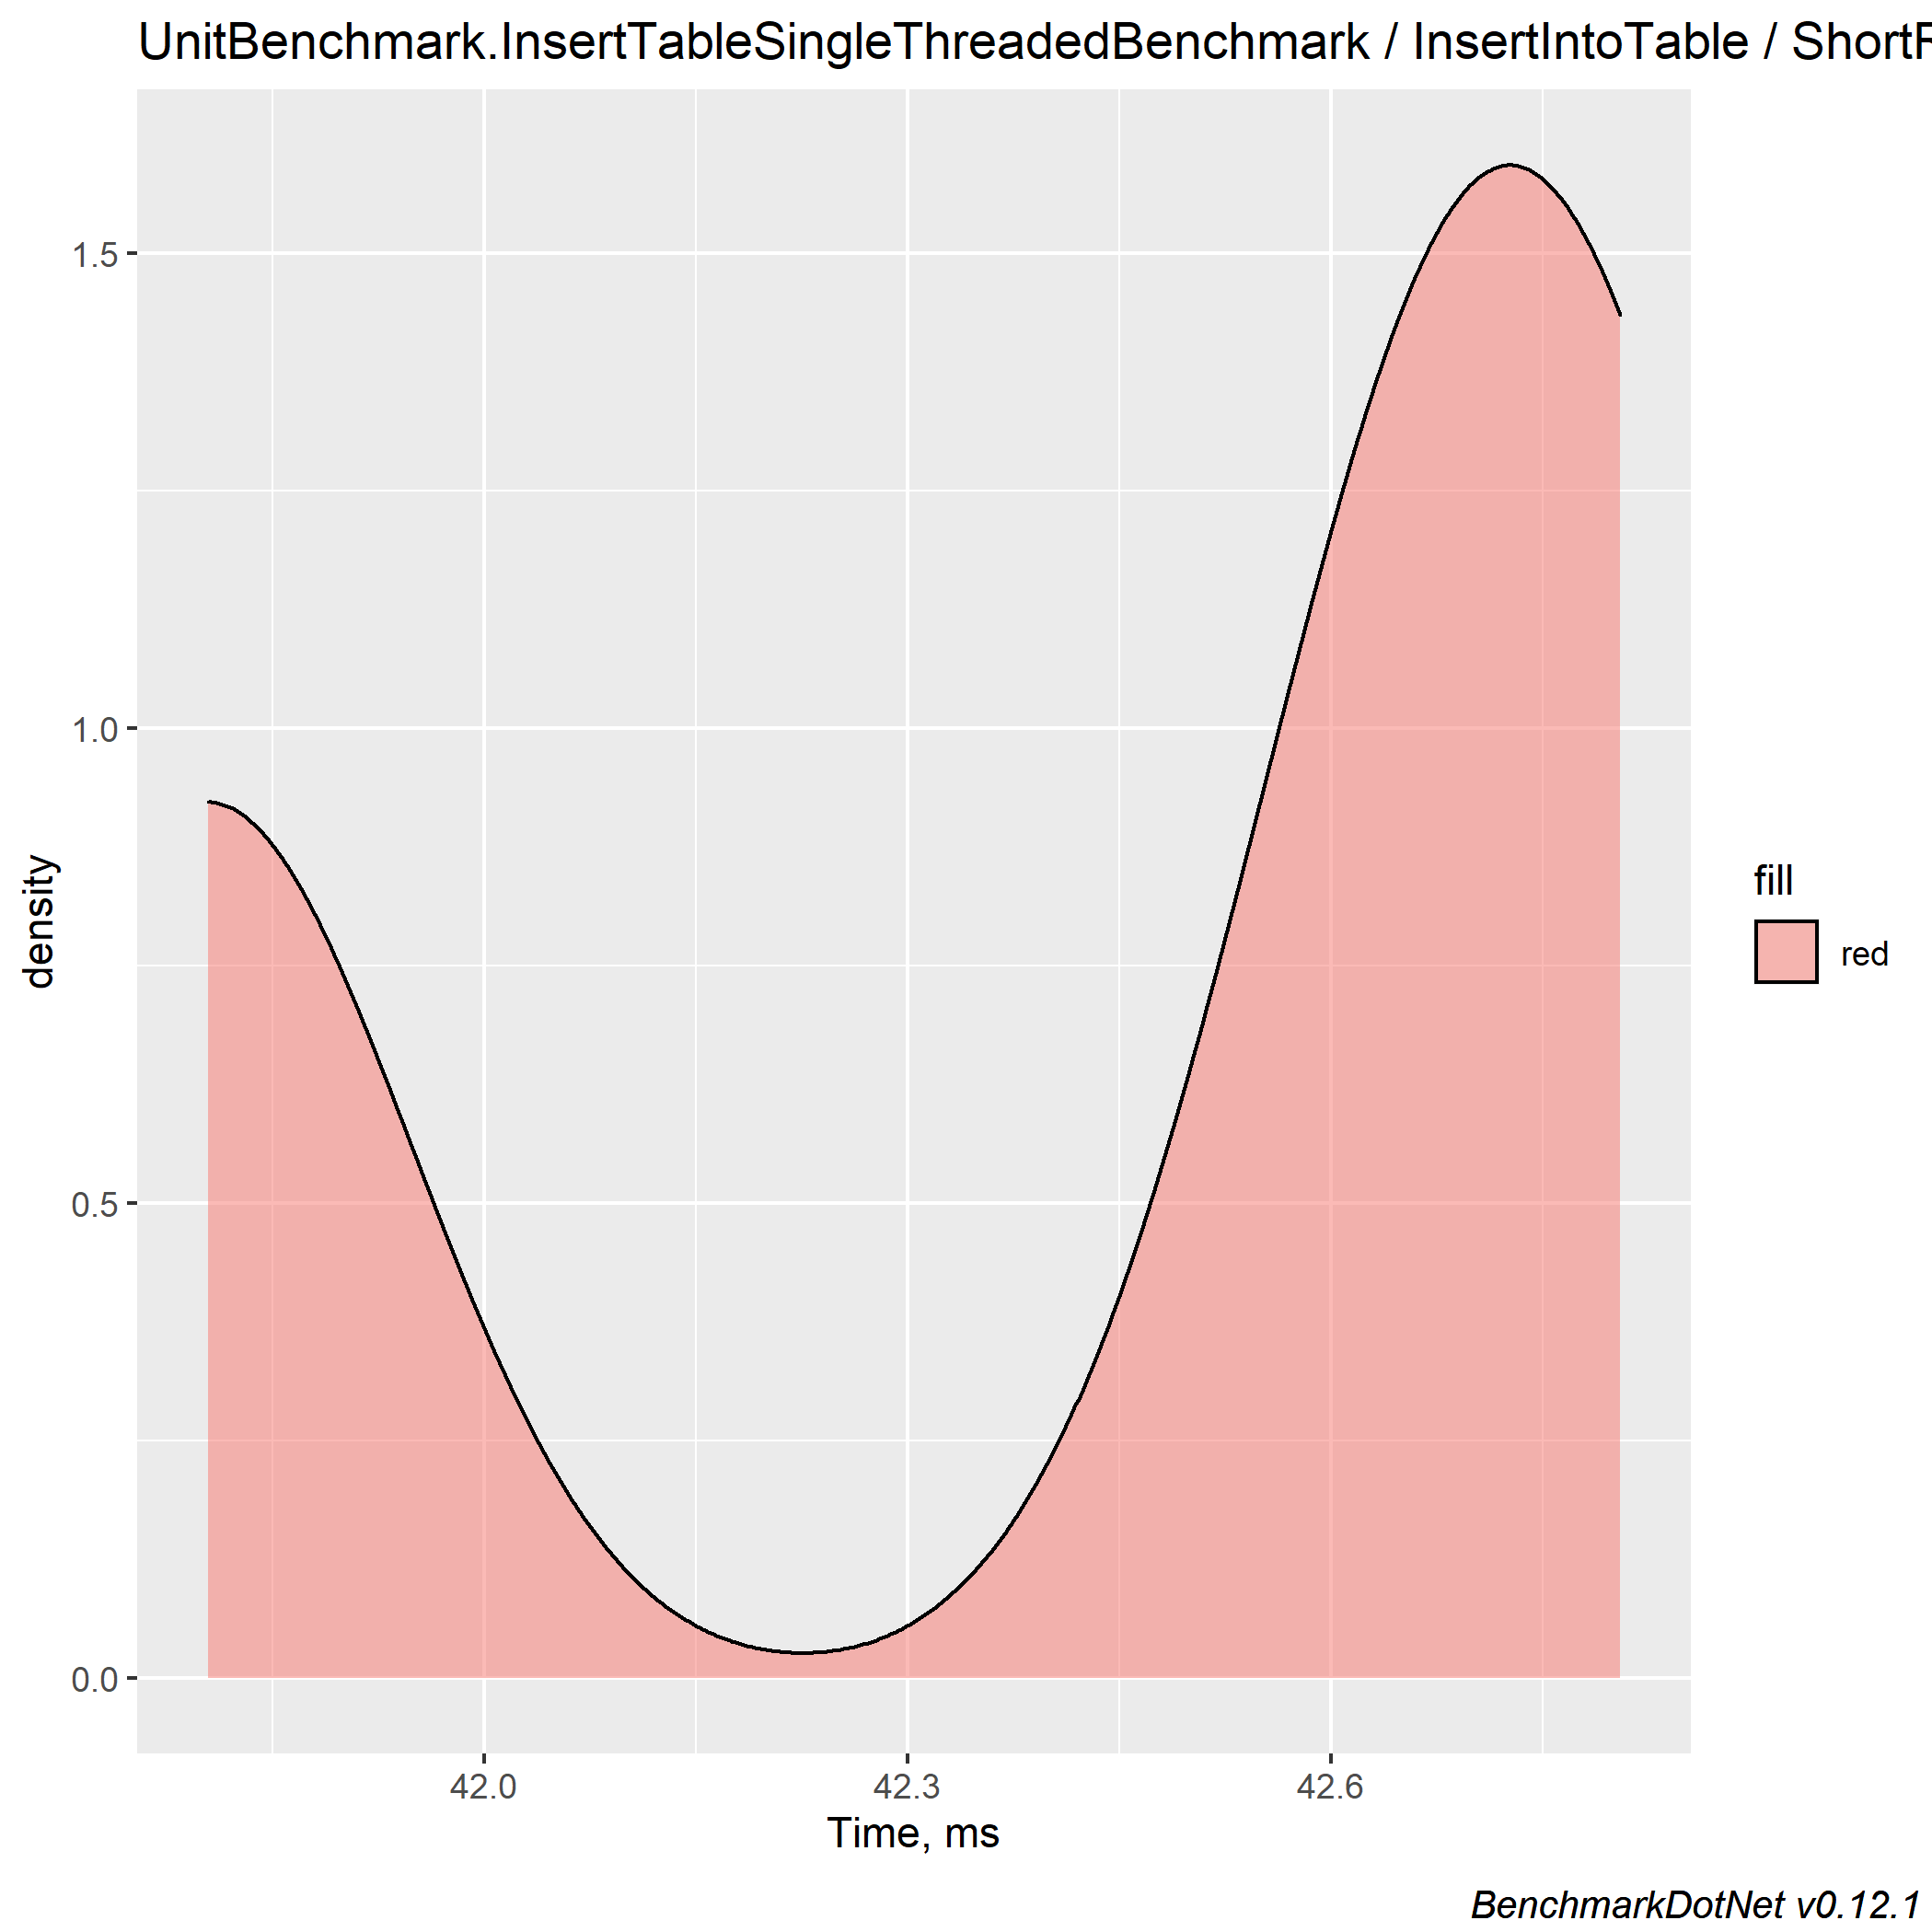 UnitBenchmark.InsertTableSingleThreadedBenchmark / InsertIntoTable / ShortR
1.5
1.0
0.5
0.0
density
fill
red
42.0 42.3 42.6
Time, ms
BenchmarkDotNet v0.12.1